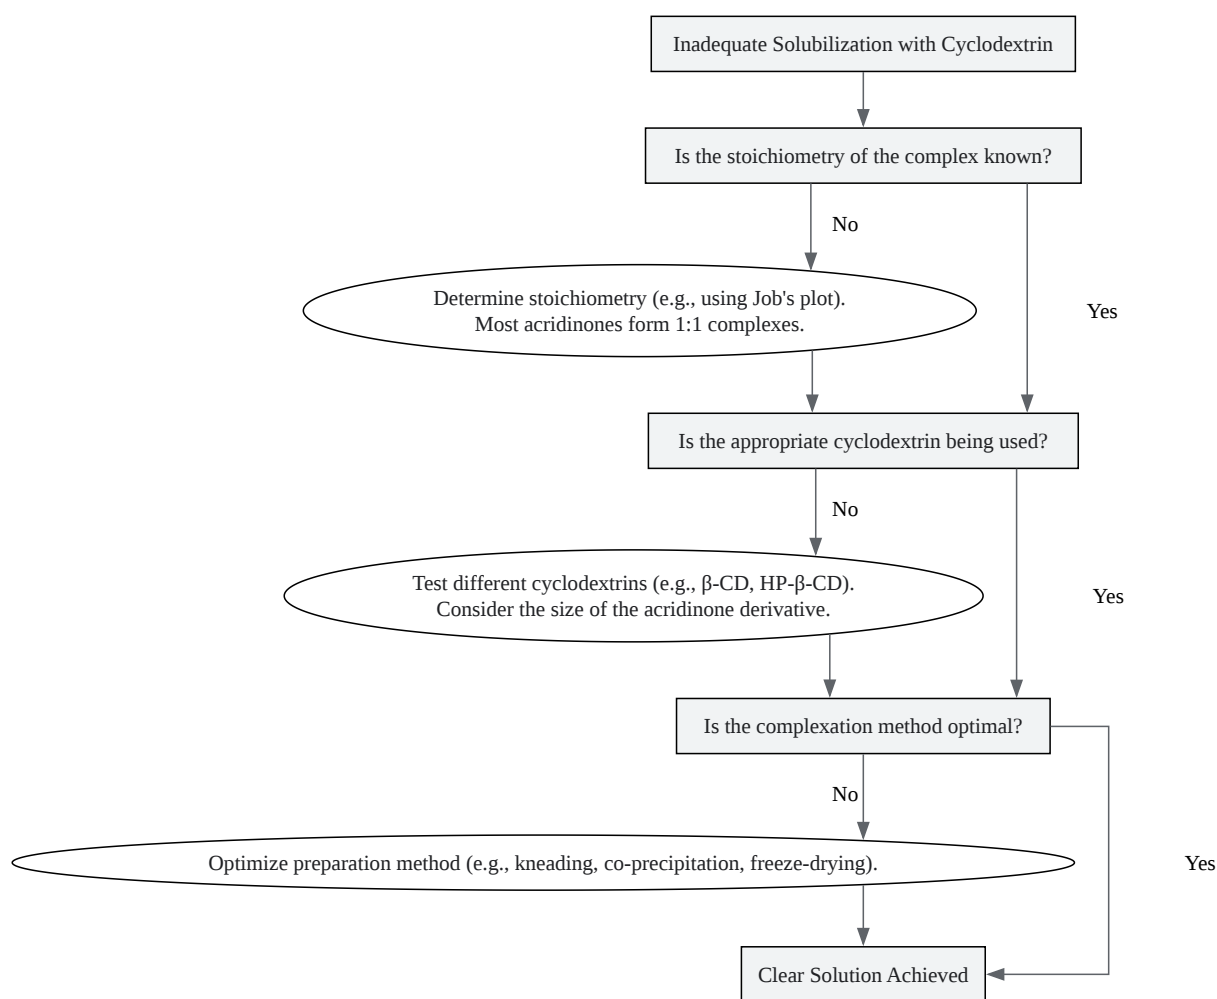 Inadequate Solubilization with Cyclodextrin
Is the stoichiometry of the complex known?
No
Determine stoichiometry (e.g., using Job's plot).
Most acridinones form 1:1 complexes.
Yes
Is the appropriate cyclodextrin being used?
No
Test different cyclodextrins (e.g., β-CD, HP-β-CD).
Consider the size of the acridinone derivative.
Yes
Is the complexation method optimal?
No
Optimize preparation method (e.g., kneading, co-precipitation, freeze-drying).
Yes
Clear Solution Achieved